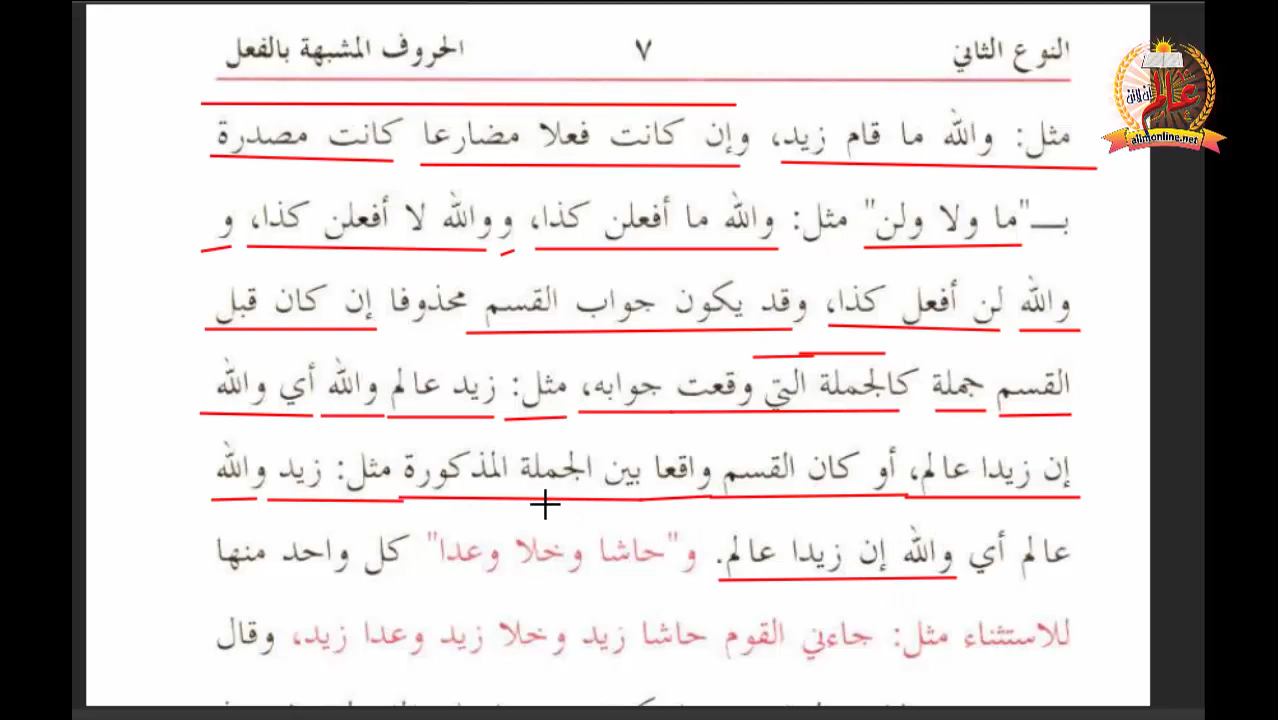 النوع الثاني ٧ الحروف المشبهة بالفعل
مثل: والله ما قام زيد، وإن كانت فعلا مضارعا كانت مصدرة
بـ"ما ولا ولن" مثل: والله ما أفعلن كذا، و والله لا أفعلن كذا، و
والله لن أفعل كذا، وقد يكون جواب القسم محذوفا إن كان قبل
القسم جملة كالجملة التي وقعت جوابه، مثل: زيد عالم والله أي والله
إن زيدا عالم، أو كان القسم واقعا بين الجملة المذكورة مثل: زيد والله
عالم أي والله إن زيدا عالم. و"حاشا وخلا وعدا" كل واحد منها
للاستثناء مثل: جاءني القوم حاشا زيد وخلا زيد وعدا زيد، وقال
alimonline.net